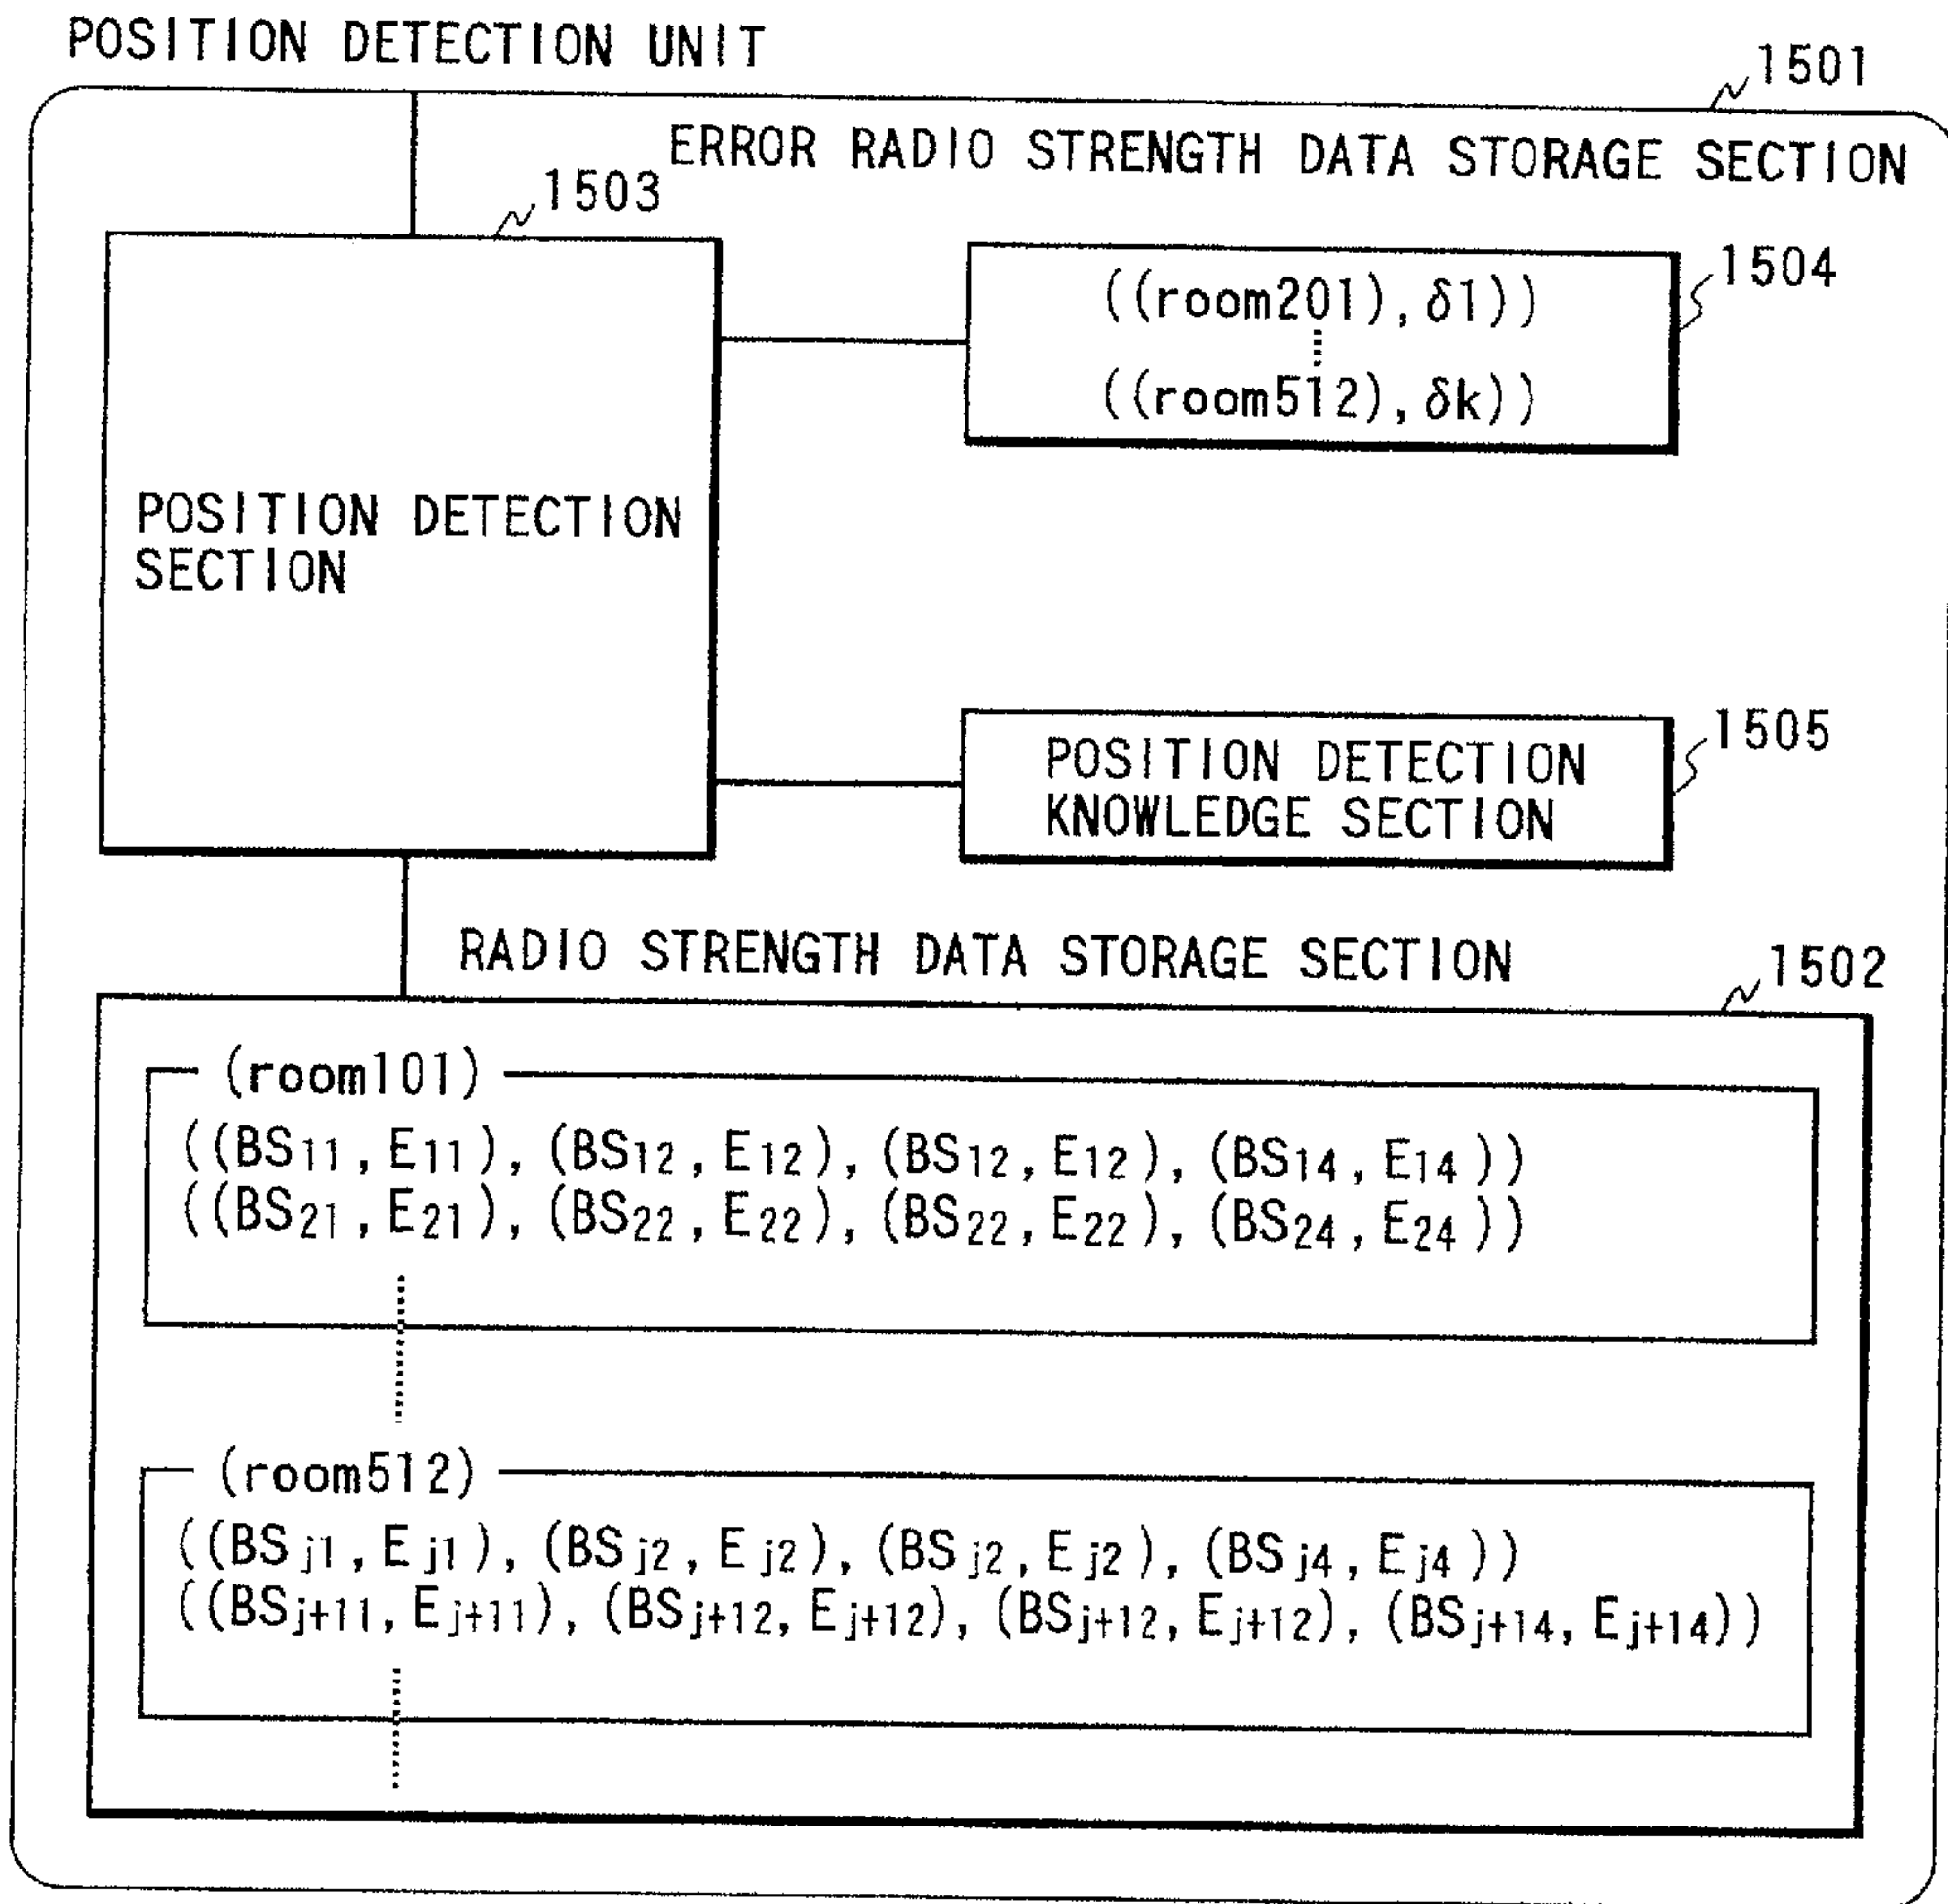 POSITION DETECTION UNIT
1501
ERROR RADIO STRENGTH DATA STORAGE SECTION
1503
((room201), δ1))
1504
((room512), δk))
POSITION DETECTION
SECTION
1505
POSITION DETECTION
KNOWLEDGE SECTION
RADIO STRENGTH DATA STORAGE SECTION
1502
(room101)
((BS11, E11), (BS12, E12), (BS12, E12), (BS14, E14))
((BS21, E21), (BS22, E22), (BS22, E22), (BS24, E24))
(room512)
((BSj1, Ej1), (BSj2, Ej2), (BSj2, Ej2), (BSj4, Ej4))
((BSj+11, Ej+11), (BSj+12, Ej+12), (BSj+12, Ej+12), (BSj+14, Ej+14))